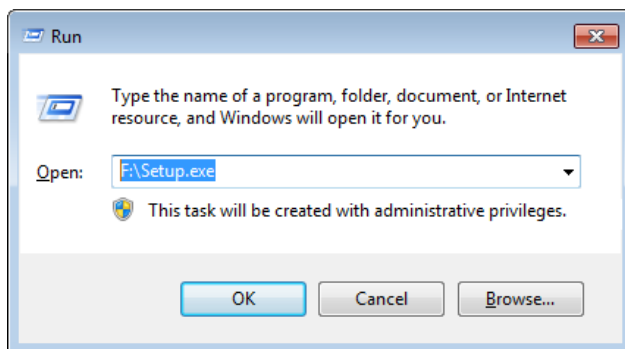 Run
Type the name of a program, folder, document, or Internet
resource, and Windows will open it for you.
Open: F:\Setup.exe
This task will be created with administrative privileges.
OK Cancel Browse...